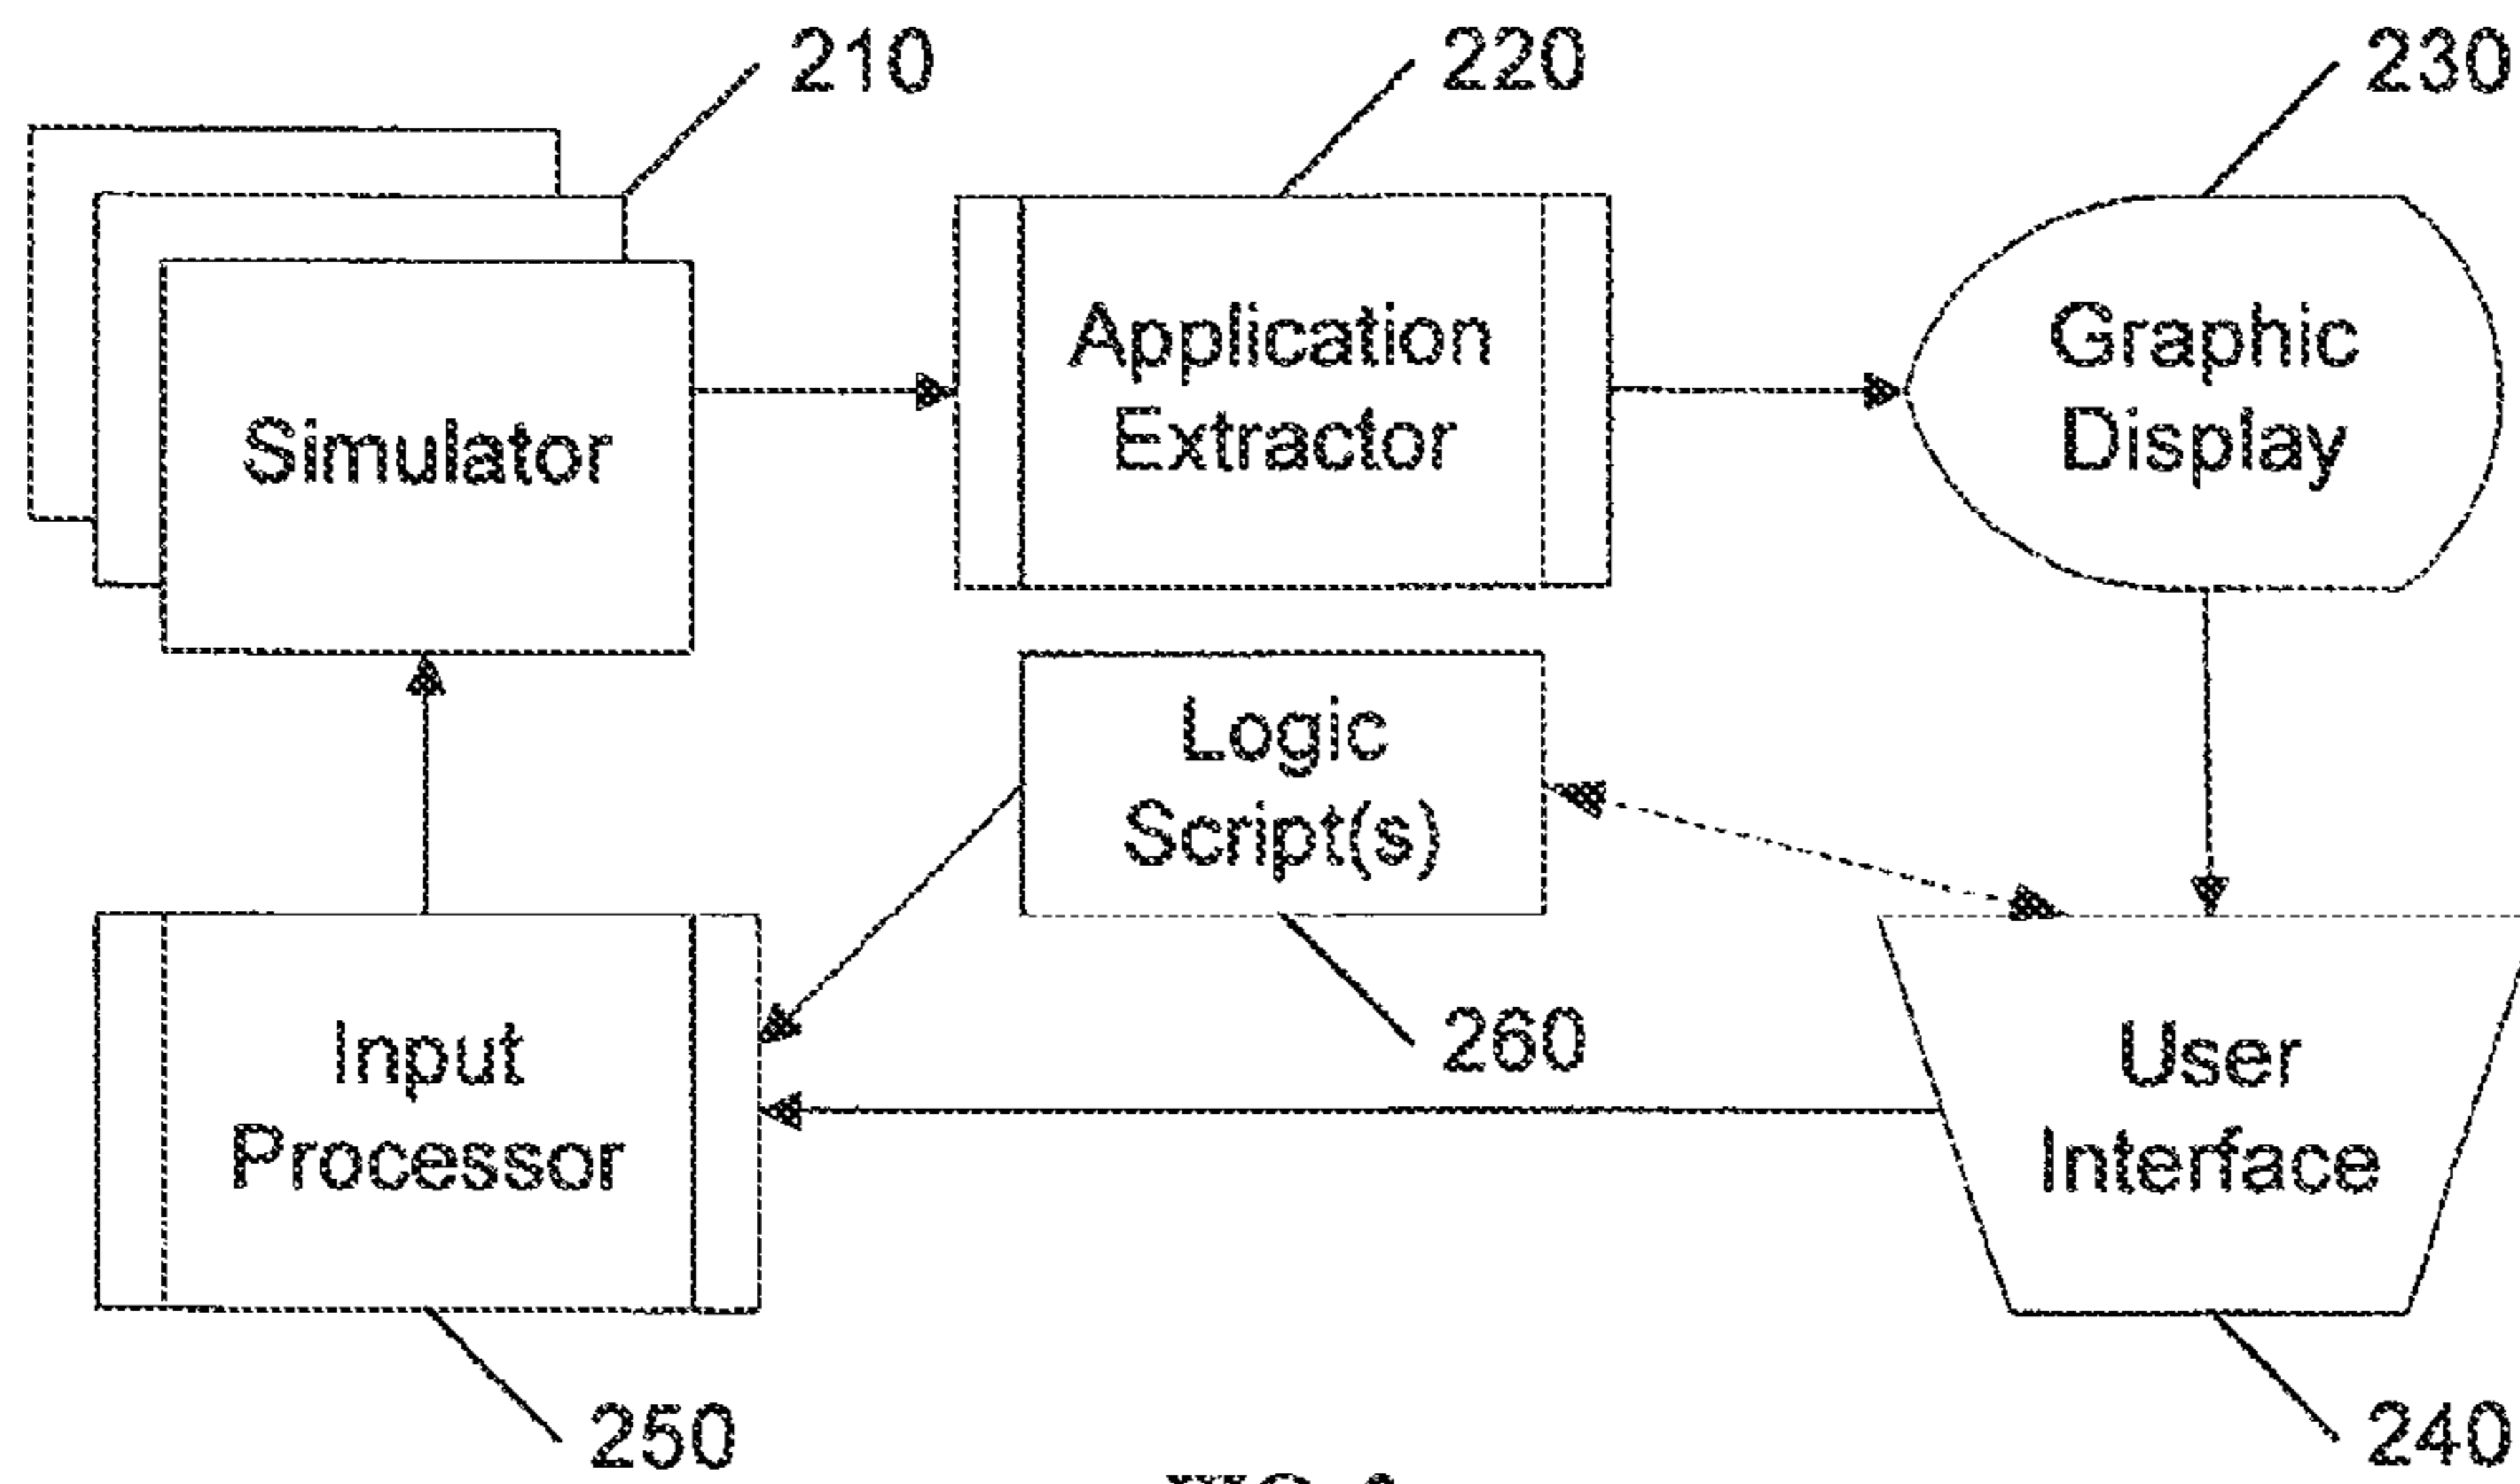 210
220
230
Simulator
Application
Extractor
Graphic
Display
Logic
Script(s)
260
Input
Processor
User
Interface
250
240